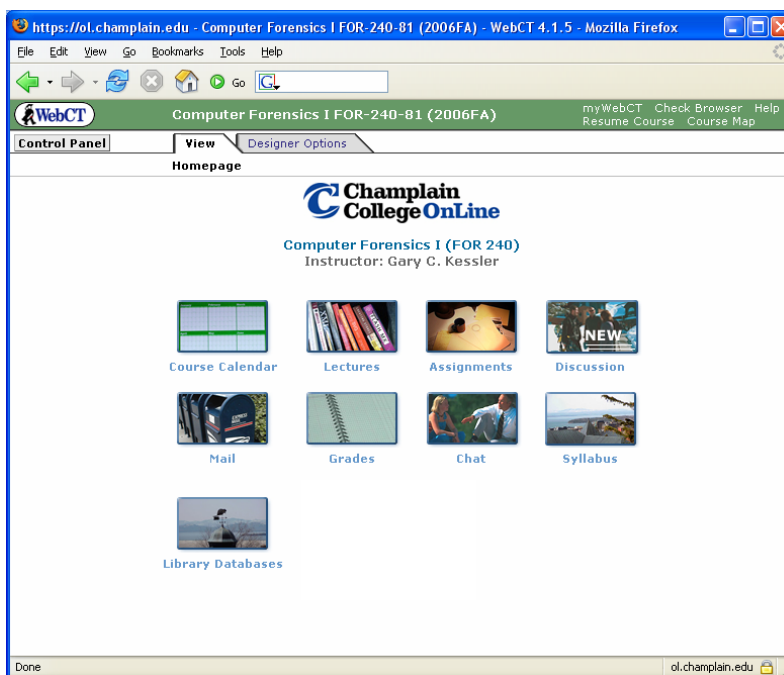 https://ol.champlain.edu - Computer Forensics I FOR-240-81 (2006FA) - WebCT 4.1.5 - Mozilla Firefox
File Edit View Go Bookmarks Tools Help
Go G
WebCT Computer Forensics I FOR-240-81 (2006FA) myWebCT Check Browser Help
Resume Course Course Map
Control Panel View Designer Options
Homepage
Champlain
College OnLine
Computer Forensics I (FOR 240)
Instructor: Gary C. Kessler
NEW
Course Calendar Lectures Assignments Discussion
Mail Grades Chat Syllabus
Library Databases
Done ol.champlain.edu